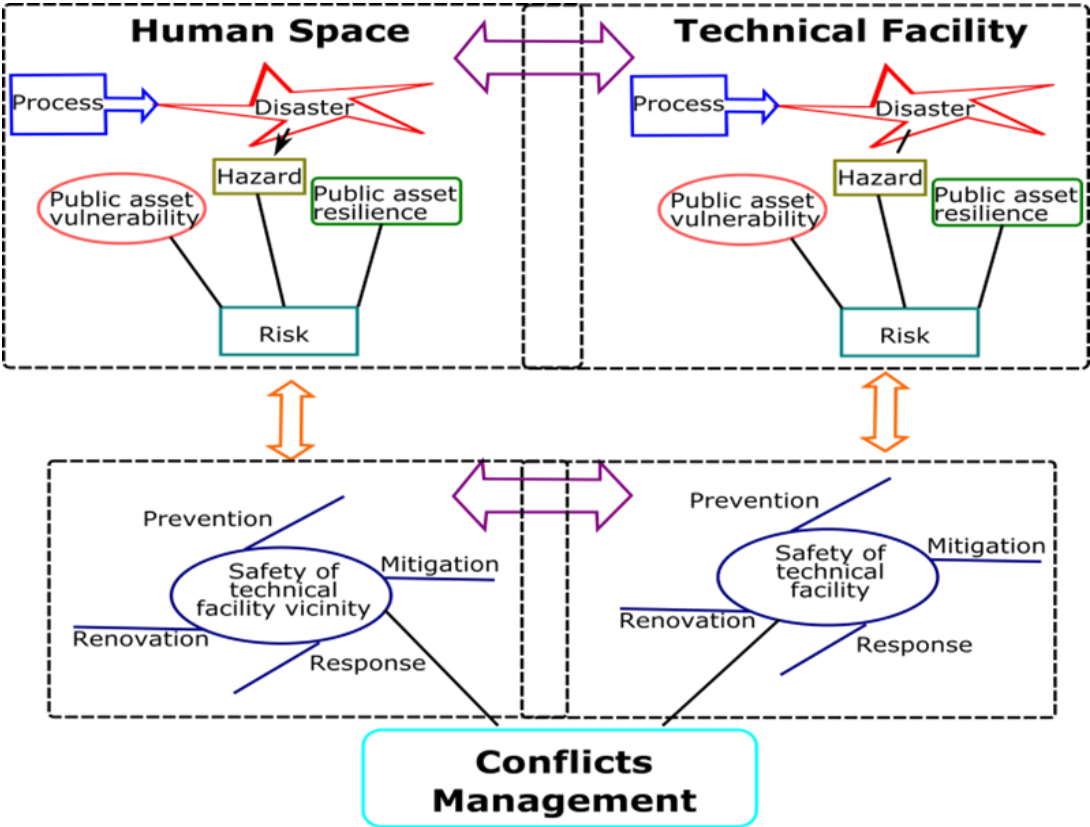 Human Space
Process
Disaster
Hazard
Public asset
vulnerability
Public asset
resilience
Risk
Technical Facility
Process
Disaster
Hazard
Public asset
vulnerability
Public asset
resilience
Risk
Prevention
Mitigation
Safety of
technical
facility vicinity
Renovation
Response
Prevention
Mitigation
Safety of
technical
facility
Renovation
Response
Conflicts
Management